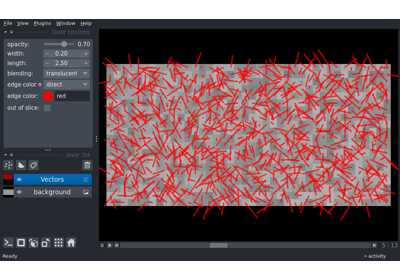 File View Plugins Window Help
layer controls
opacity: 0.70
width: 0.20
length: 2.50
blending: translucent
edge color m direct
edge color: red
out of slice:
layer list
Vectors
background
0 5 13
Ready activity